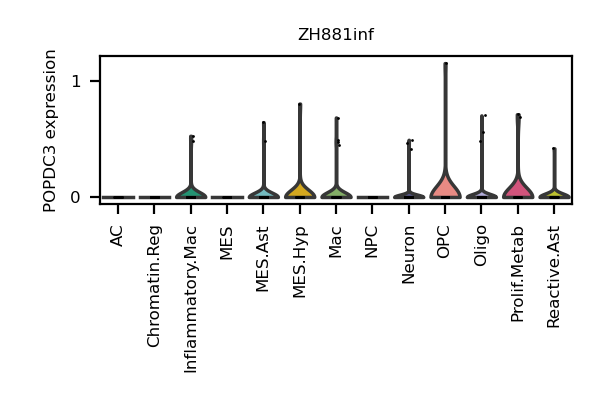 ZH881inf
POPDC3 expression
1
0
AC
Chromatin.Reg
Inflammatory.Mac
MES
MES.Ast
MES.Hyp
Mac
NPC
Neuron
OPC
Oligo
Prolif.Metab
Reactive.Ast